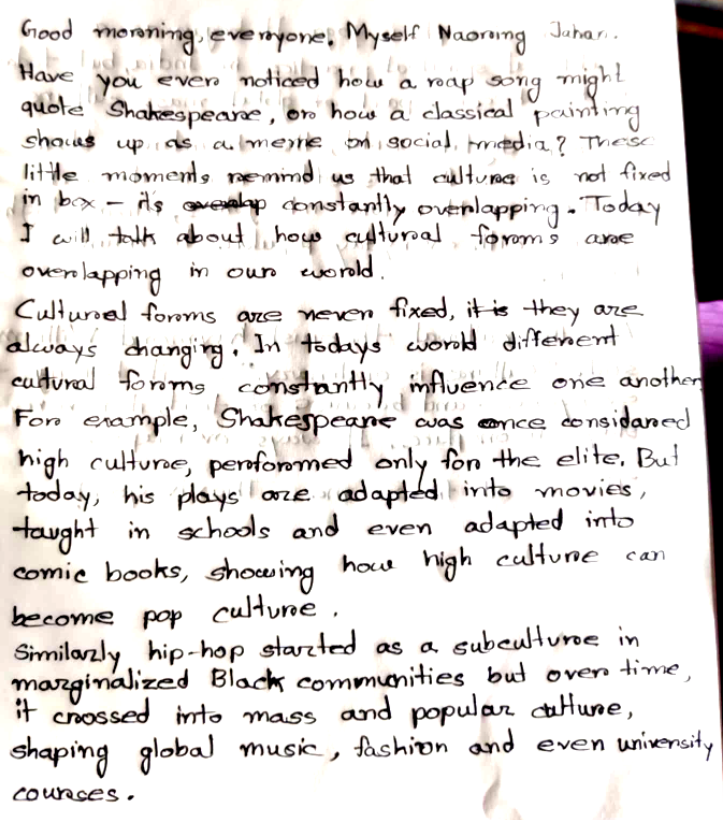 Good morning, everyone. Myself Naorong Jahan.
Have you ever noticed how a rap song might
quote Shakespeare, or how a classical painting
shows up as a meme on social media? These
little moments remind us that culture is not fixed
in box – its overlap constantly overlapping. Today
I will talk about how cultural forms are
overlapping in our world.
Cultural forms are never fixed, it is they are
always changing. In todays world different
cultural forms constantly influence one another
For example, Shakespeare was once considared
high culture, performed only for the elite. But
today, his plays are adapted into movies,
taught in schools and even adapted into
comic books, showing how high culture can
become pop culture.
Similarly hip-hop started as a subculture in
marginalized Black communities but over time,
it crossed into mass and popular culture,
shaping global music, fashion and even university
courses.